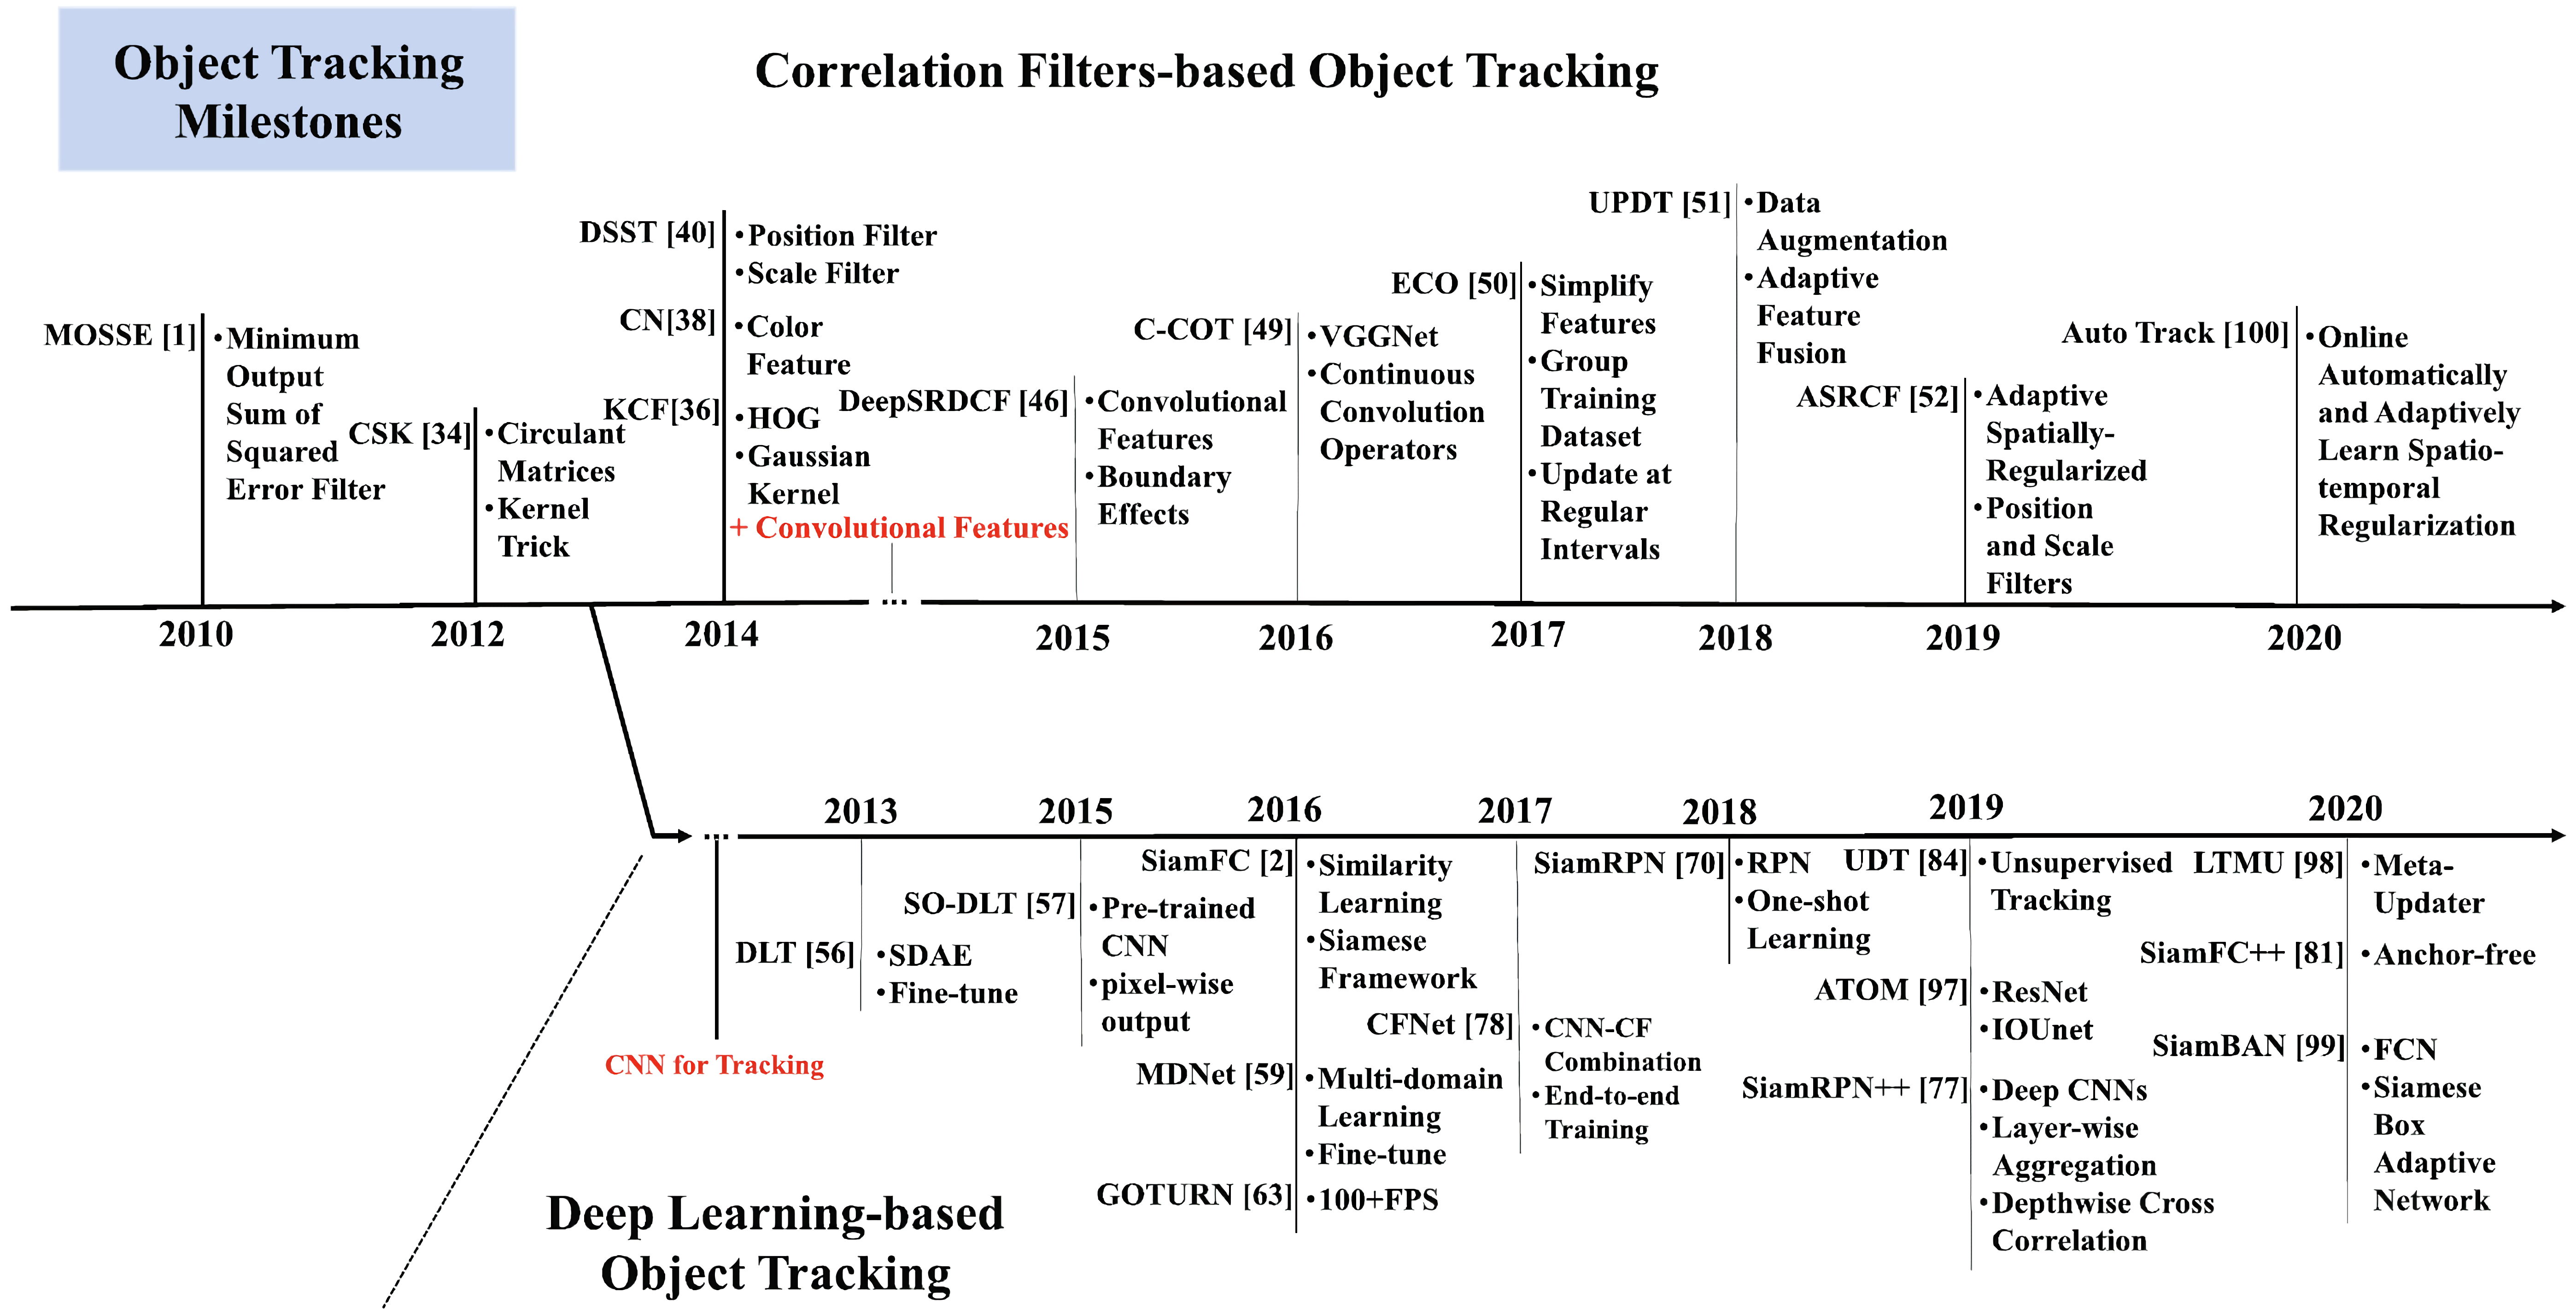 Object Tracking
Milestones
Correlation Filters-based Object Tracking
MOSSE [1]
•Minimum
Output
Sum of
Squared
Error Filter
CSK [34]
•Circulant
Matrices
•Kernel
Trick
DSST [40]
•Position Filter
•Scale Filter
CN[38]
•Color
Feature
KCF[36]
•HOG
•Gaussian
Kernel
+ Convolutional Features
...
DeepSRDCF [46]
•Convolutional
Features
•Boundary
Effects
C-COT [49]
•VGGNet
•Continuous
Convolution
Operators
ECO [50]
•Simplify
Features
•Group
Training
Dataset
•Update at
Regular
Intervals
UPDT [51]
•Data
Augmentation
•Adaptive
Feature
Fusion
ASRCF [52]
•Adaptive
Spatially-
Regularized
•Position
and Scale
Filters
Auto Track [100]
•Online
Automatically
and Adaptively
Learn Spatio-
temporal
Regularization
2010
2012
2014
2015
2016
2017
2018
2019
2020
2013
2015
2016
2017
2018
2019
2020
...
CNN for Tracking
DLT [56]
•SDAE
•Fine-tune
SO-DLT [57]
•Pre-trained
CNN
•pixel-wise
output
SiamFC [2]
•Similarity
Learning
•Siamese
Framework
MDNet [59]
•Multi-domain
Learning
•Fine-tune
GOTURN [63]
•100+FPS
CFNet [78]
•CNN-CF
Combination
•End-to-end
Training
SiamRPN [70]
•RPN
•One-shot
Learning
UDT [84]
•Unsupervised
Tracking
ATOM [97]
•ResNet
•IOUnet
SiamRPN++ [77]
•Deep CNNs
•Layer-wise
Aggregation
•Depthwise Cross
Correlation
LTMU [98]
•Meta-
Updater
SiamFC++ [81]
•Anchor-free
SiamBAN [99]
•FCN
•Siamese
Box
Adaptive
Network
Deep Learning-based
Object Tracking